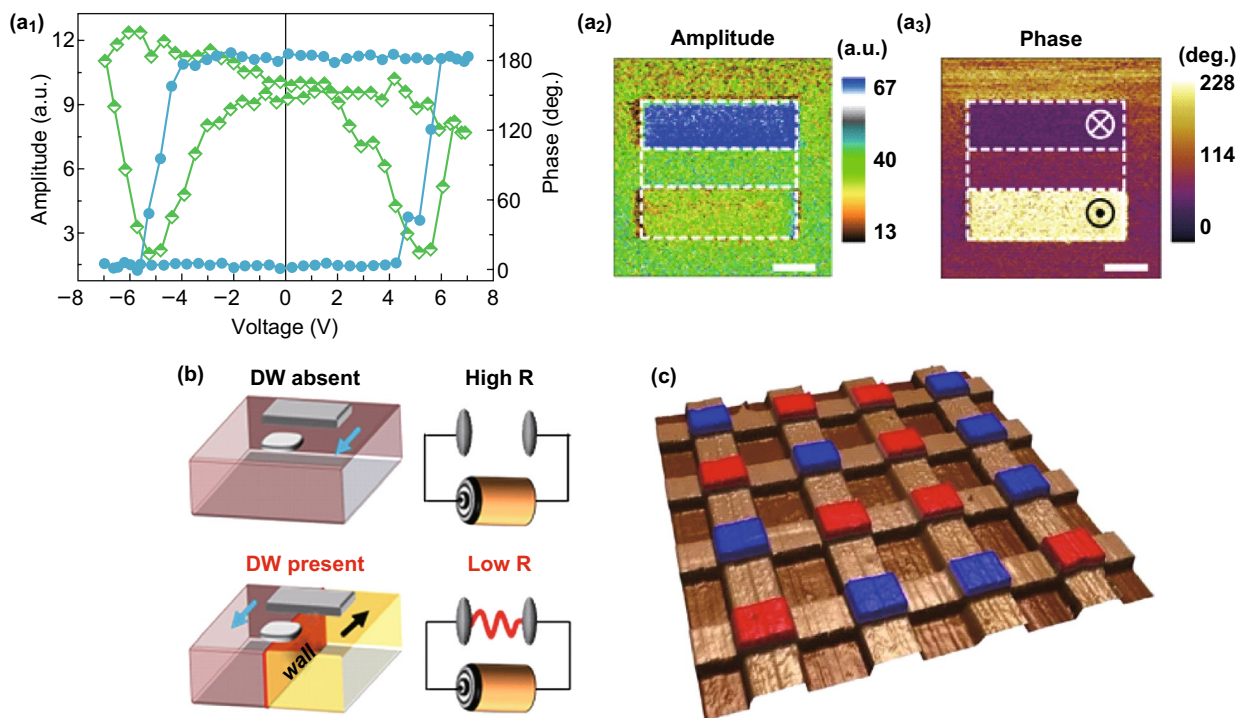 (a1)
12
9
6
3
Amplitude (a.u.)
180
120
60
0
Phase (deg.)
−8 −6 −4 −2 0 2 4 6 8
Voltage (V)
(a2)
Amplitude
(a.u.)
67
40
13
(a3)
Phase
(deg.)
228
114
0
(b)
DW absent
High R
DW present
Low R
wall
(c)